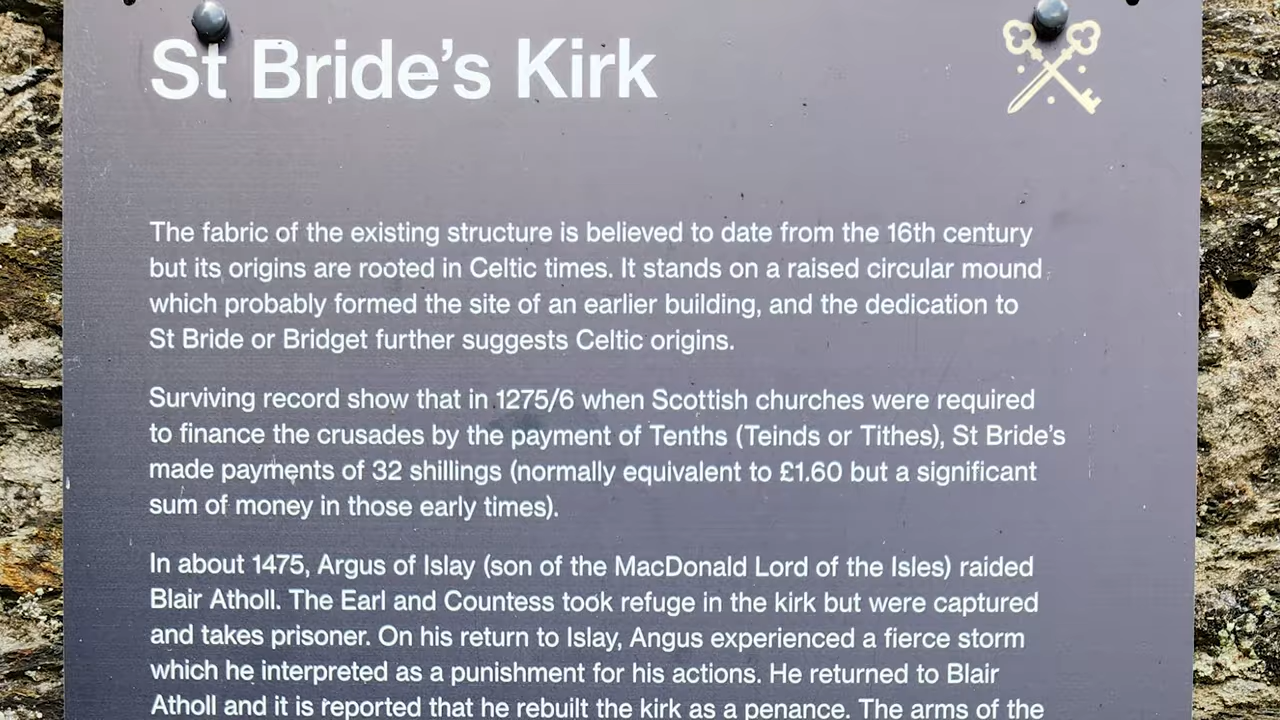 St Bride's Kirk
The fabric of the existing structure is believed to date from the 16th century
but its origins are rooted in Celtic times. It stands on a raised circular mound
which probably formed the site of an earlier building, and the dedication to
St Bride or Bridget further suggests Celtic origins.
Surviving record show that in 1275/6 when Scottish churches were required
to finance the crusades by the payment of Tenths (Teinds or Tithes), St Bride's
made payments of 32 shillings (normally equivalent to £1.60 but a significant
sum of money in those early times).
In about 1475, Argus of Islay (son of the MacDonald Lord of the Isles) raided
Blair Atholl. The Earl and Countess took refuge in the kirk but were captured
and takes prisoner. On his return to Islay, Angus experienced a fierce storm
which he interpreted as a punishment for his actions. He returned to Blair
Atholl and it is reported that he rebuilt the kirk as a penance. The arms of the